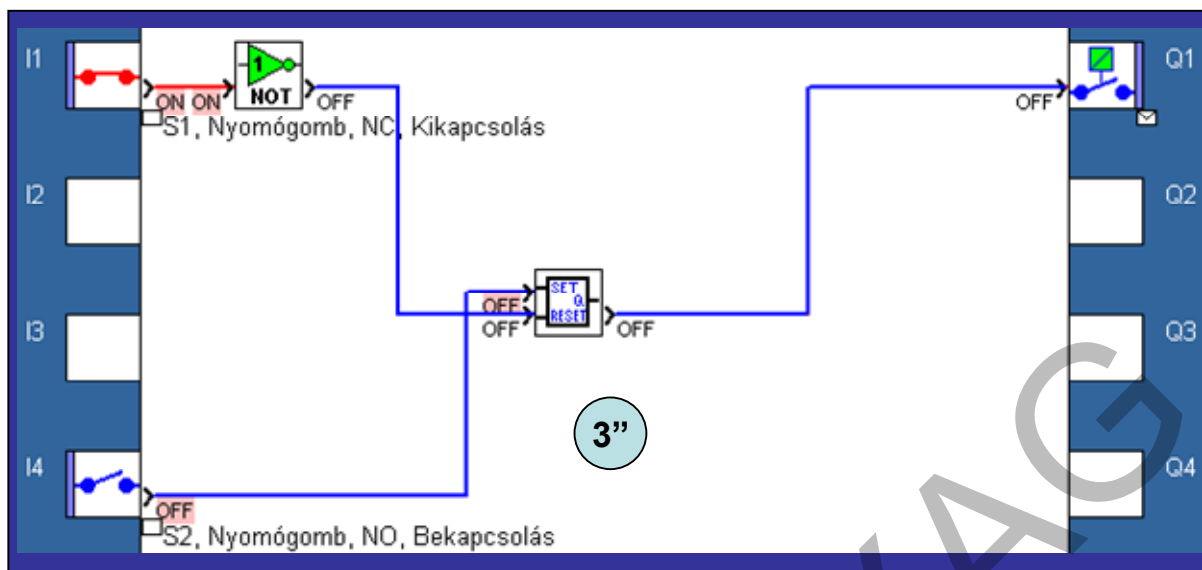 I1
1
NOT
ON ON
OFF
S1, Nyomógomb, NC, Kikapcsolás
OFF
Q1
I2
Q2
SET
Q
RESET
OFF
OFF
OFF
I3
Q3
3”
I4
Q4
OFF
S2, Nyomógomb, NO, Bekapcsolás